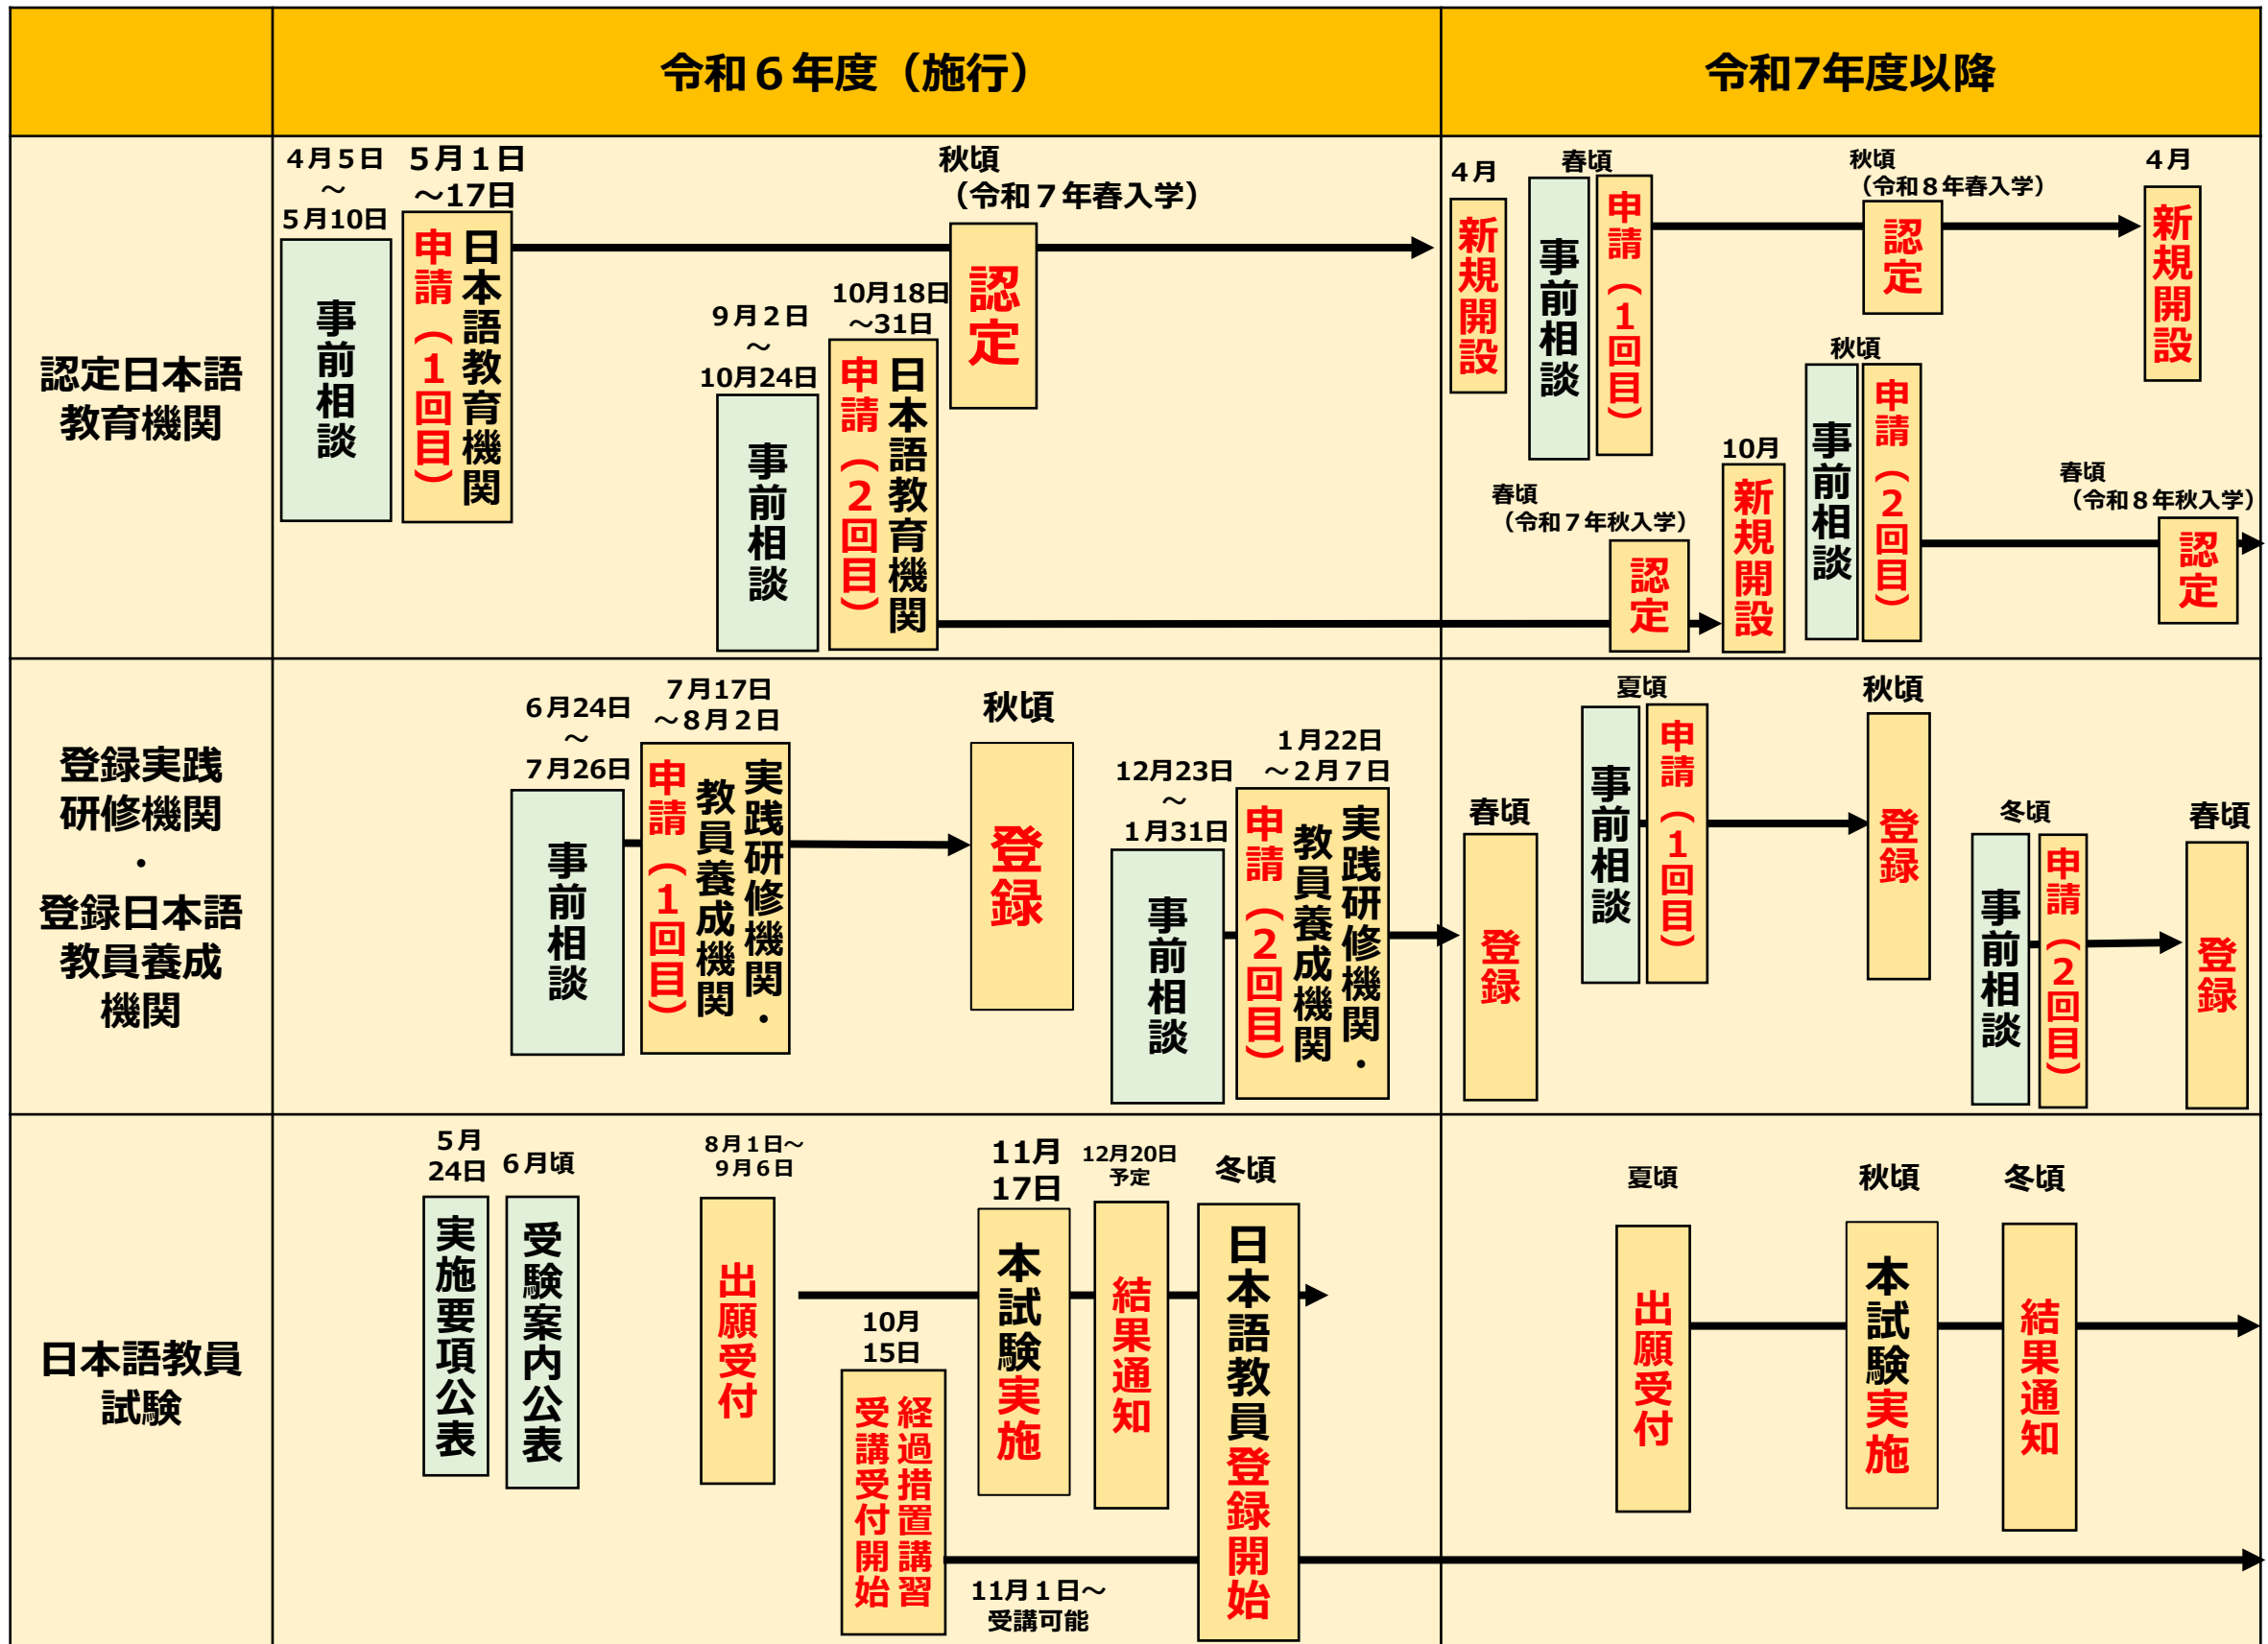 令和６年度（施行）
令和7年度以降
認定日本語
教育機関
４月５日
～
５月10日
事前相談
５月１日
～17日
日本語教育機関
申請（１回目）
９月２日
～
10月24日
事前相談
10月18日
～31日
日本語教育機関
申請（２回目）
秋頃
（令和７年春入学）
認定
４月
新規開設
春頃
事前相談
申請（１回目）
秋頃
（令和８年春入学）
認定
４月
新規開設
春頃
（令和７年秋入学）
認定
10月
新規開設
秋頃
事前相談
申請（２回目）
春頃
（令和８年秋入学）
認定
登録実践
研修機関
・
登録日本語
教員養成
機関
６月24日
～
７月26日
事前相談
７月17日
～８月２日
実践研修機関・
教員養成機関
申請（１回目）
秋頃
登録
12月23日
～
１月31日
事前相談
１月22日
～２月７日
実践研修機関・
教員養成機関
申請（２回目）
春頃
登録
夏頃
事前相談
申請（１回目）
秋頃
登録
冬頃
事前相談
申請（２回目）
春頃
登録
日本語教員
試験
５月
24日
実施要項公表
６月頃
受験案内公表
８月１日～
９月６日
出願受付
10月
15日
経過措置講習
受講受付開始
11月１日～
受講可能
11月
17日
本試験実施
12月20日
予定
結果通知
冬頃
日本語教員登録開始
夏頃
出願受付
秋頃
本試験実施
冬頃
結果通知